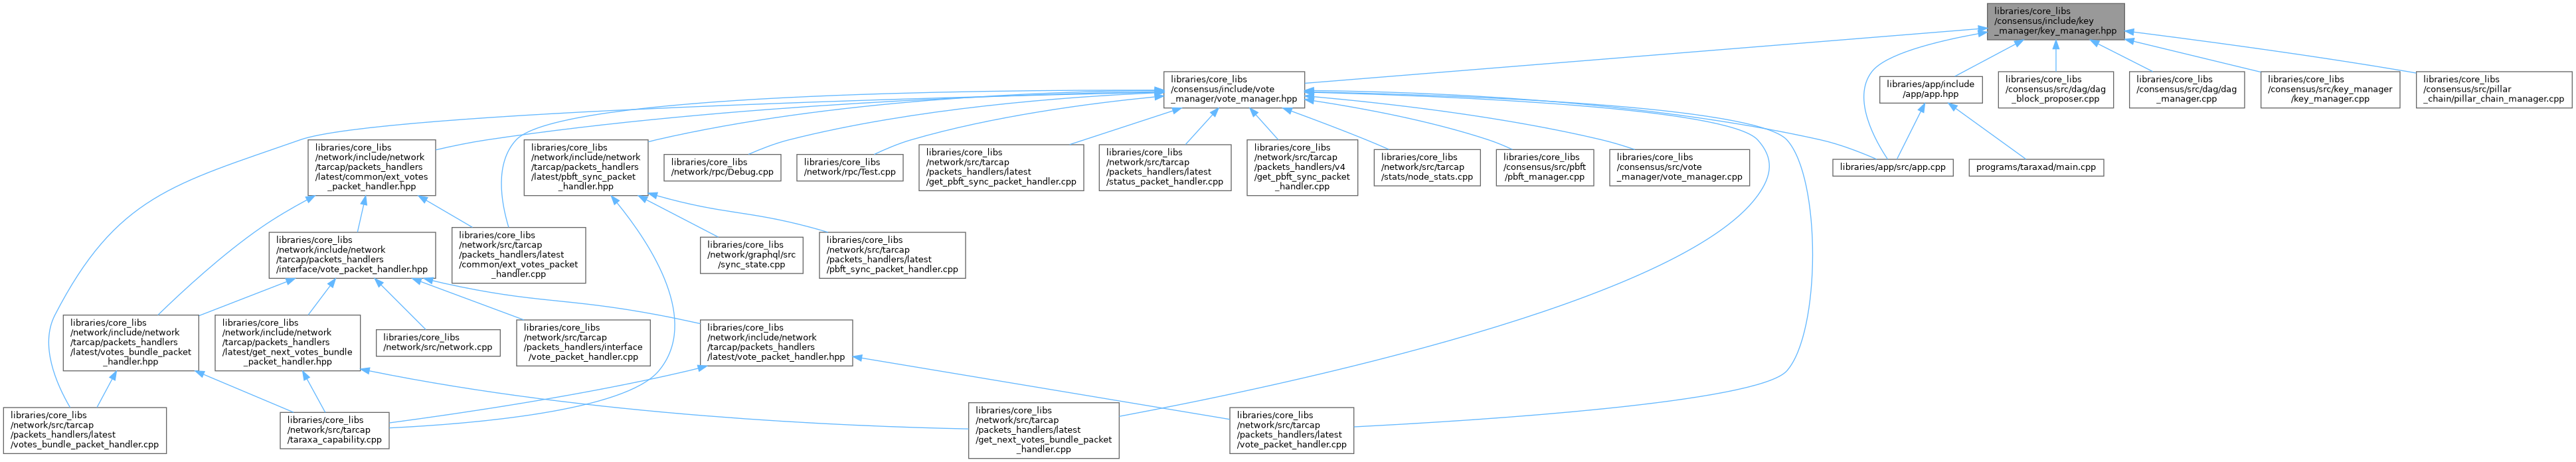 libraries/core_libs
/consensus/include/key
_manager/key_manager.hpp
libraries/core_libs
/consensus/include/vote
_manager/vote_manager.hpp
libraries/app/include
/app/app.hpp
libraries/core_libs
/consensus/src/dag/dag
_block_proposer.cpp
libraries/core_libs
/consensus/src/dag/dag
_manager.cpp
libraries/core_libs
/consensus/src/key_manager
/key_manager.cpp
libraries/core_libs
/consensus/src/pillar
_chain/pillar_chain_manager.cpp
libraries/core_libs
/network/include/network
/tarcap/packets_handlers
/latest/common/ext_votes
_packet_handler.hpp
libraries/core_libs
/network/include/network
/tarcap/packets_handlers
/latest/pbft_sync_packet
_handler.hpp
libraries/core_libs
/network/rpc/Debug.cpp
libraries/core_libs
/network/rpc/Test.cpp
libraries/core_libs
/network/src/tarcap
/packets_handlers/latest
/get_pbft_sync_packet_handler.cpp
libraries/core_libs
/network/src/tarcap
/packets_handlers/latest
/status_packet_handler.cpp
libraries/core_libs
/network/src/tarcap
/packets_handlers/v4
/get_pbft_sync_packet
_handler.cpp
libraries/core_libs
/network/src/tarcap
/stats/node_stats.cpp
libraries/core_libs
/consensus/src/pbft
/pbft_manager.cpp
libraries/core_libs
/consensus/src/vote
_manager/vote_manager.cpp
libraries/app/src/app.cpp
programs/taraxad/main.cpp
libraries/core_libs
/network/include/network
/tarcap/packets_handlers
/interface/vote_packet_handler.hpp
libraries/core_libs
/network/src/tarcap
/packets_handlers/latest
/common/ext_votes_packet
_handler.cpp
libraries/core_libs
/network/graphql/src
/sync_state.cpp
libraries/core_libs
/network/src/tarcap
/packets_handlers/latest
/pbft_sync_packet_handler.cpp
libraries/core_libs
/network/include/network
/tarcap/packets_handlers
/latest/votes_bundle_packet
_handler.hpp
libraries/core_libs
/network/include/network
/tarcap/packets_handlers
/latest/get_next_votes_bundle
_packet_handler.hpp
libraries/core_libs
/network/src/network.cpp
libraries/core_libs
/network/src/tarcap
/packets_handlers/interface
/vote_packet_handler.cpp
libraries/core_libs
/network/include/network
/tarcap/packets_handlers
/latest/vote_packet_handler.hpp
libraries/core_libs
/network/src/tarcap
/packets_handlers/latest
/votes_bundle_packet_handler.cpp
libraries/core_libs
/network/src/tarcap
/taraxa_capability.cpp
libraries/core_libs
/network/src/tarcap
/packets_handlers/latest
/get_next_votes_bundle_packet
_handler.cpp
libraries/core_libs
/network/src/tarcap
/packets_handlers/latest
/vote_packet_handler.cpp